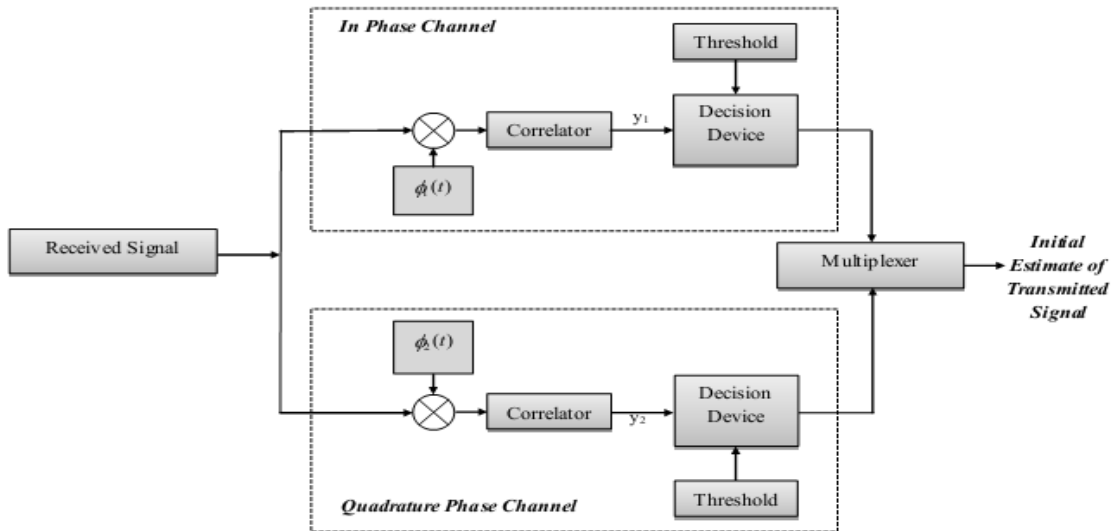 In Phase Channel
Threshold
Correlator
y₁
Decision
Device
ϕ₁(t)
Received Signal
Multiplexer
Initial
Estimate of
Transmitted
Signal
ϕ₂(t)
Correlator
y₂
Decision
Device
Quadrature Phase Channel
Threshold